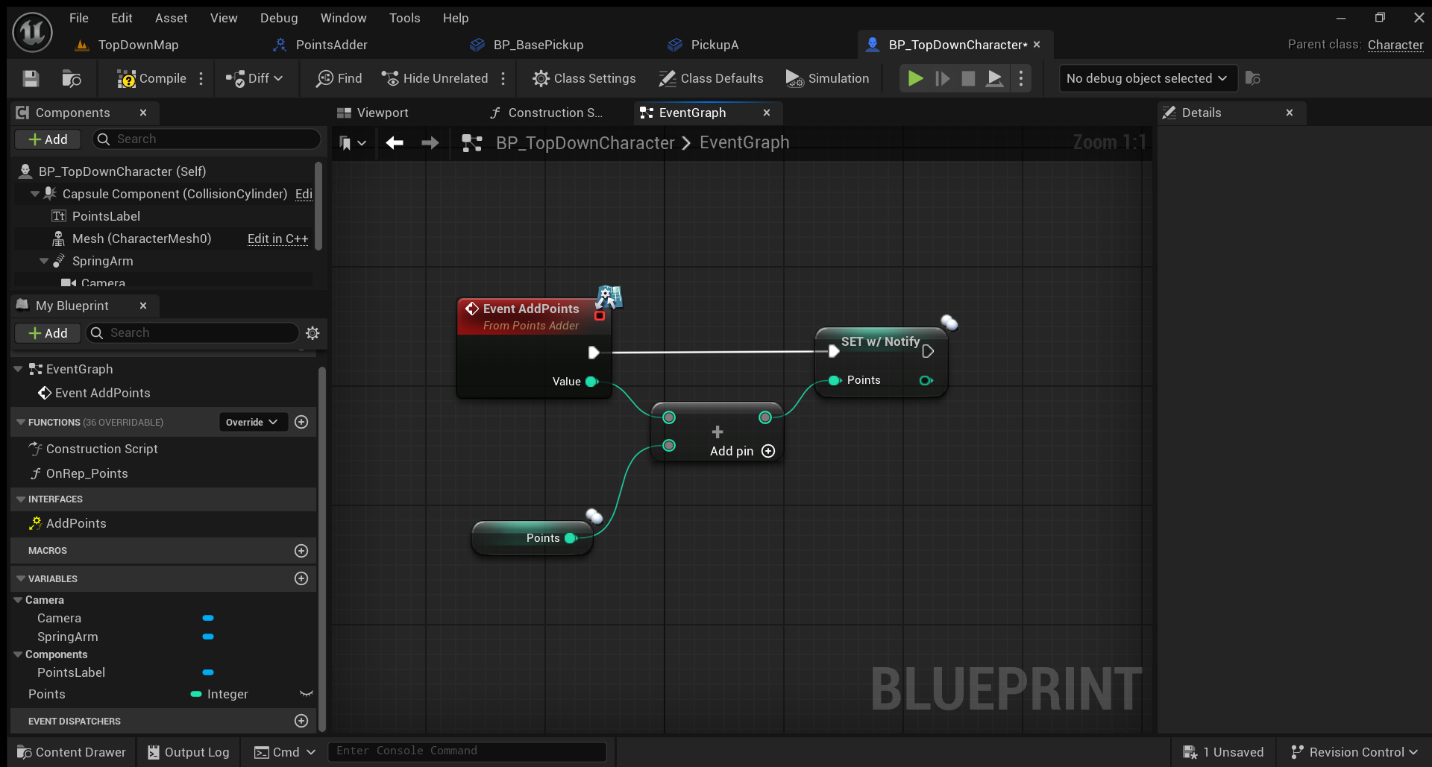 File Edit Asset View Debug Window Tools Help
TopDownMap PointsAdder BP_BasePickup PickupA BP_TopDownCharacter* Parent class: Character
Compile Diff Find Hide Unrelated Class Settings Class Defaults Simulation No debug object selected
Components Viewport Construction S... EventGraph Details
Add Search
BP_TopDownCharacter > EventGraph Zoom 1:1
BP_TopDownCharacter (Self)
Capsule Component (CollisionCylinder) Edi
PointsLabel
Mesh (CharacterMesh0) Edit in C++
SpringArm
Camera
My Blueprint
Add Search
EventGraph
Event AddPoints
FUNCTIONS (36 OVERRIDABLE) Override
Construction Script
OnRep_Points
INTERFACES
AddPoints
MACROS
VARIABLES
Camera
Camera
SpringArm
Components
PointsLabel
Points Integer
EVENT DISPATCHERS
Event AddPoints
From Points Adder
Value
SET w/ Notify
Points
Add pin
Points
BLUEPRINT
Content Drawer Output Log Cmd Enter Console Command 1 Unsaved Revision Control